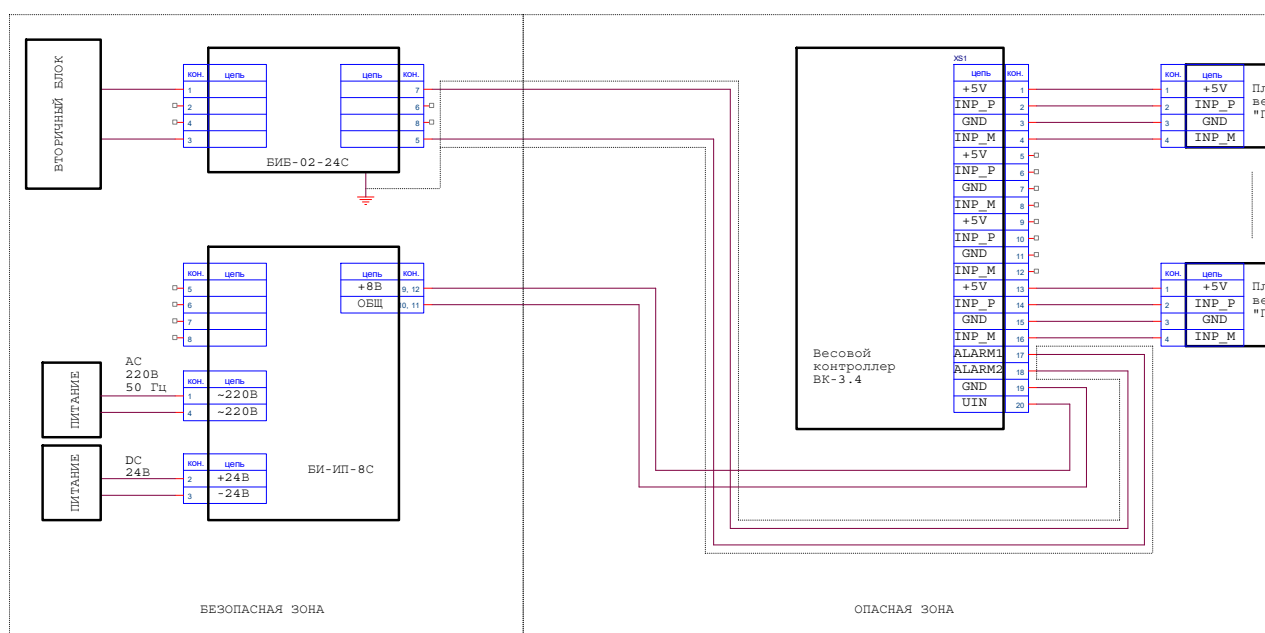 ВТОРИЧНЫЙ БЛОК
кон. цепь
1
2
4
3
цепь кон.
7
6
8
5
БИБ-02-24С
кон. цепь
5
6
7
8
цепь кон.
+8В 9, 12
ОБЩ 10, 11
ПИТАНИЕ
АС
220В
50 Гц
кон. цепь
1 ~220В
4 ~220В
ПИТАНИЕ
DC
24В
кон. цепь
2 +24В
3 -24В
БИ-ИП-8С
БЕЗОПАСНАЯ ЗОНА
XS1
цепь кон.
+5V 1
INP_P 2
GND 3
INP_M 4
+5V 5
INP_P 6
GND 7
INP_M 8
+5V 9
INP_P 10
GND 11
INP_M 12
+5V 13
INP_P 14
GND 15
INP_M 16
ALARM1 17
ALARM2 18
GND 19
UIN 20
Весовой
контроллер
ВК-3.4
кон. цепь
1 +5V
2 INP_P
3 GND
4 INP_M
кон. цепь
1 +5V
2 INP_P
3 GND
4 INP_M
ОПАСНАЯ ЗОНА